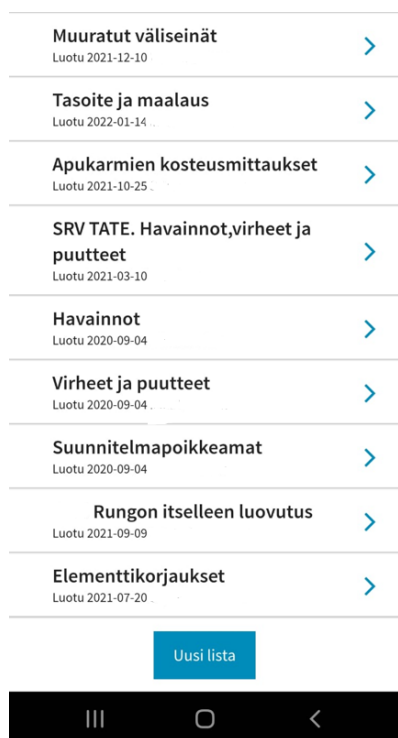 Muuratut väliseinät
Luotu 2021-12-10
Tasoite ja maalaus
Luotu 2022-01-14
Apukarmien kosteusmittaukset
Luotu 2021-10-25
SRV TATE. Havainnot,virheet ja
puutteet
Luotu 2021-03-10
Havainnot
Luotu 2020-09-04
Virheet ja puutteet
Luotu 2020-09-04
Suunnitelmapoikkeamat
Luotu 2020-09-04
Rungon itselleen luovutus
Luotu 2021-09-09
Elementtikorjaukset
Luotu 2021-07-20
Uusi lista